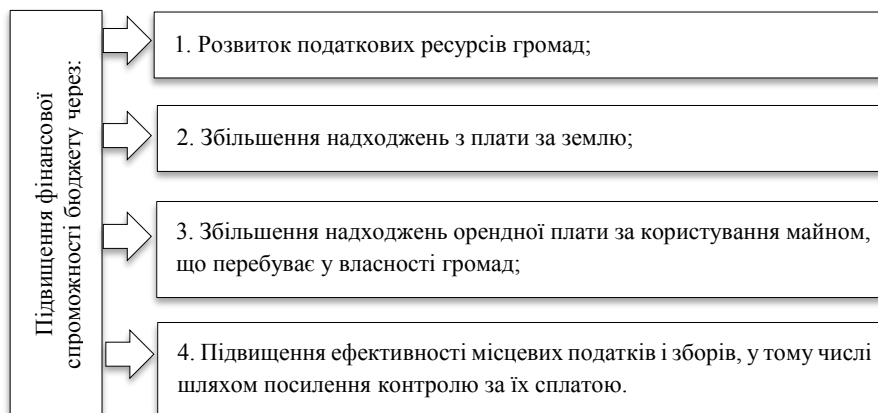 Підвищення фінансової
спроможності бюджету через:
1. Розвиток податкових ресурсів громад;
2. Збільшення надходжень з плати за землю;
3. Збільшення надходжень орендної плати за користування майном,
що перебуває у власності громад;
4. Підвищення ефективності місцевих податків і зборів, у тому числі
шляхом посилення контролю за їх сплатою.